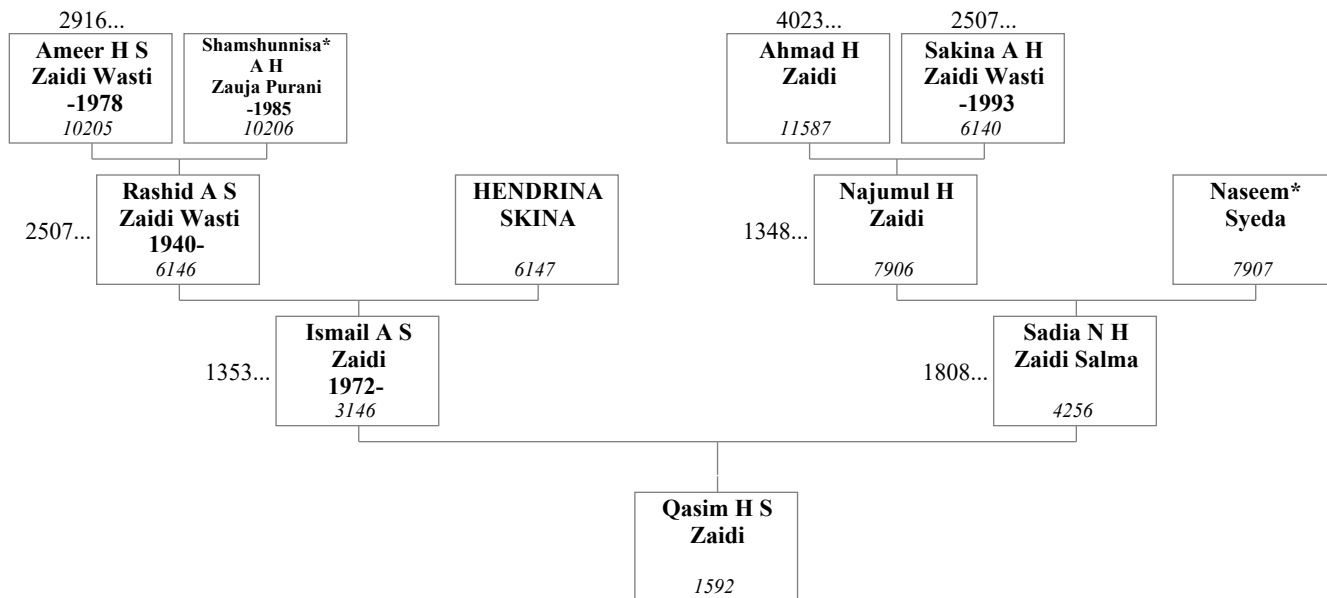 2916...
Ameer H S
Zaidi Wasti
-1978
10205
Shamshunnisa*
A H
Zauja Purani
-1985
10206
4023...
Ahmad H
Zaidi
11587
2507...
Sakina A H
Zaidi Wasti
-1993
6140
2507...
Rashid A S
Zaidi Wasti
1940-
6146
HENDRINA
SKINA
6147
1348...
Najumul H
Zaidi
7906
Naseem*
Syeda
7907
1353...
Ismail A S
Zaidi
1972-
3146
1808...
Sadia N H
Zaidi Salma
4256
Qasim H S
Zaidi
1592